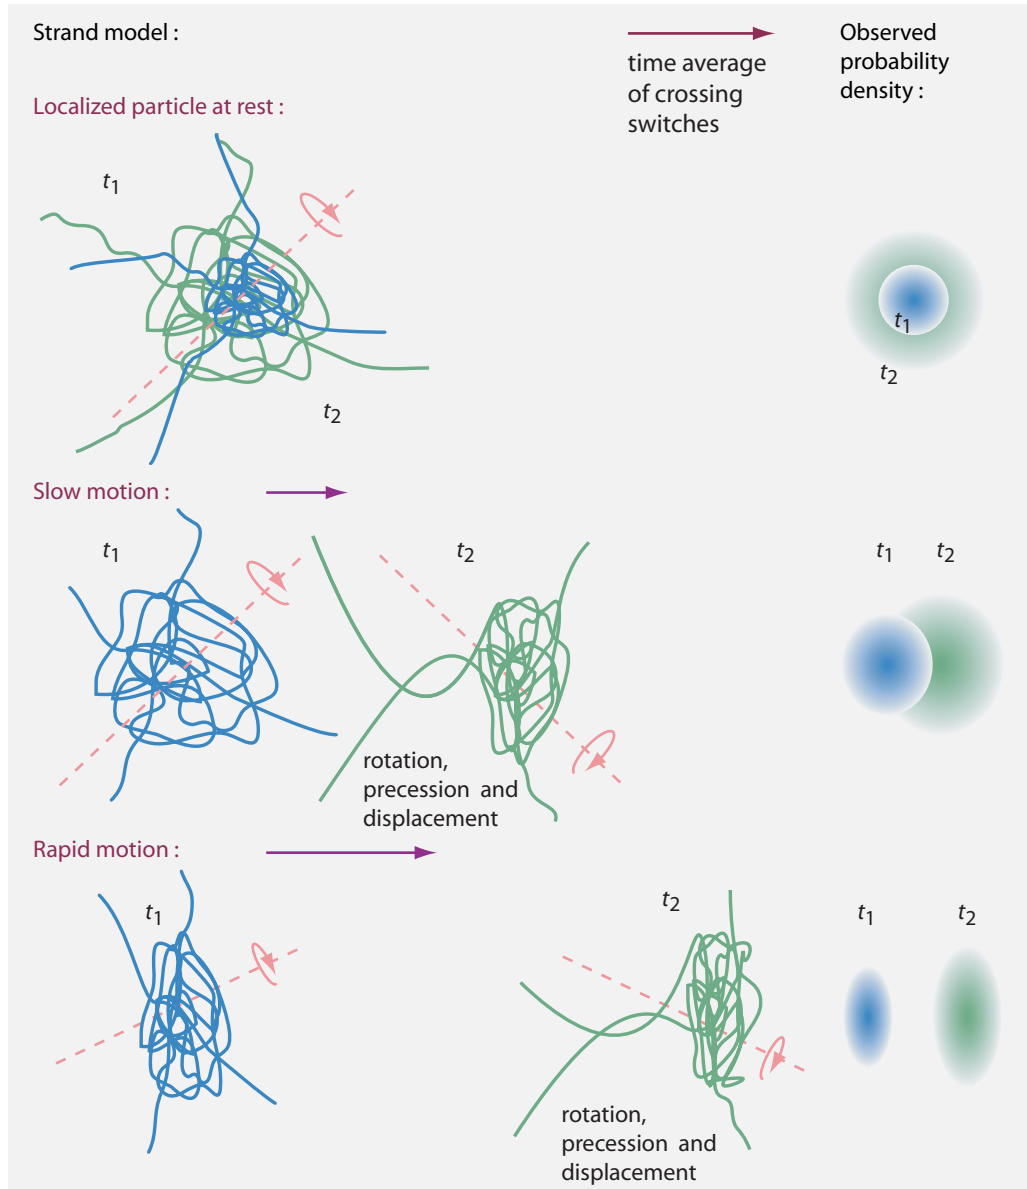 Strand model :
time average
of crossing
switches
Observed
probability
density :
Localized particle at rest :
t1
t2
t1
t2
Slow motion :
t1
t2
rotation,
precession and
displacement
t1
t2
Rapid motion :
t1
t2
rotation,
precession and
displacement
t1
t2